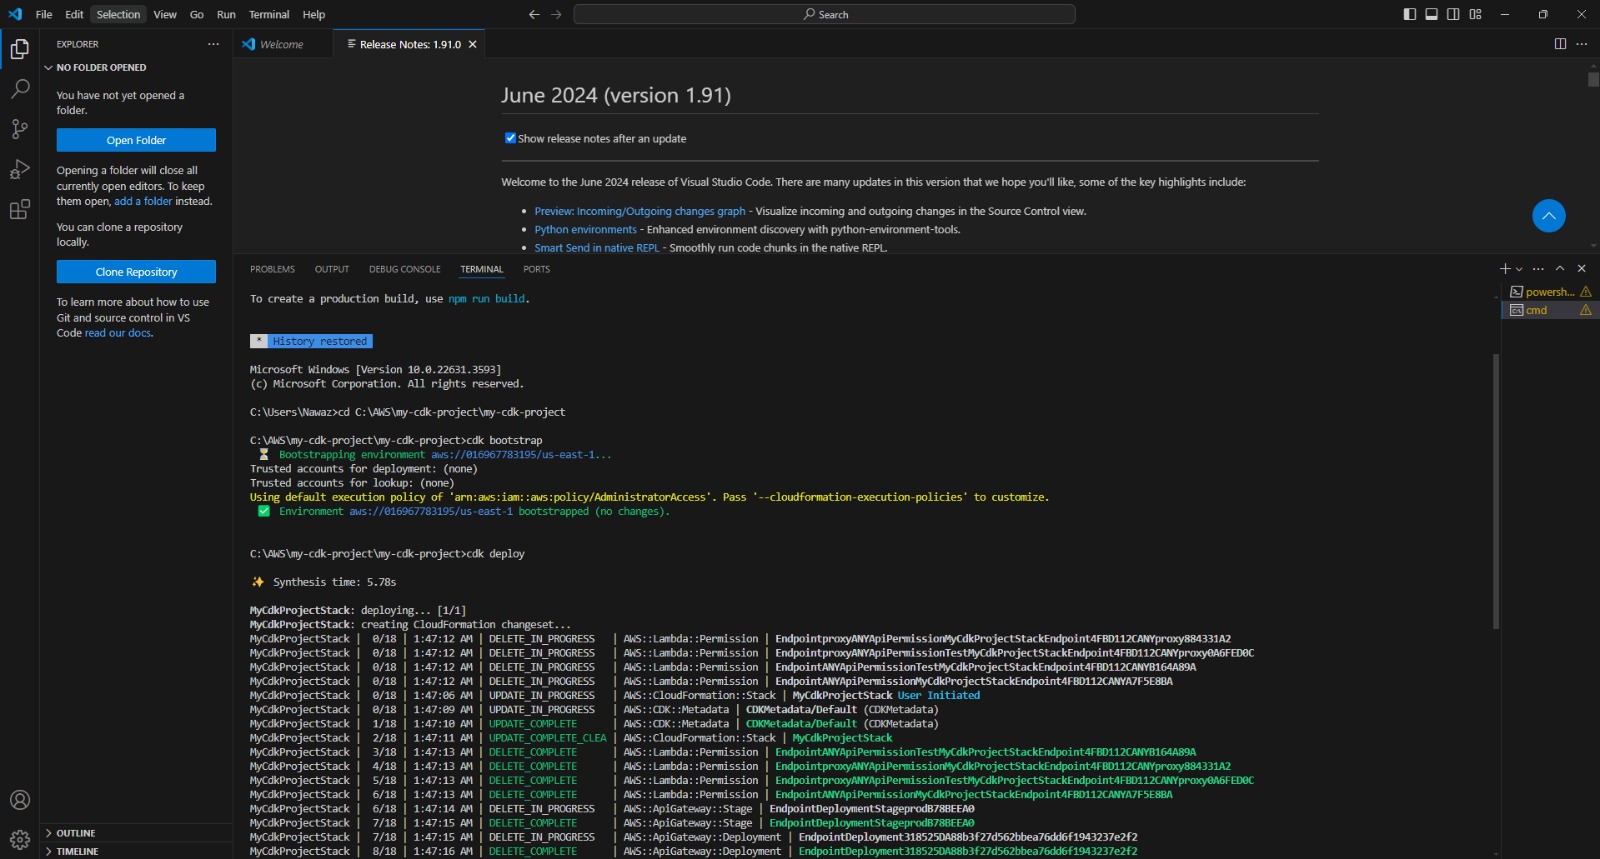 File Edit Selection View Go Run Terminal Help
Search
EXPLORER
NO FOLDER OPENED
You have not yet opened a
folder.
Open Folder
Opening a folder will close all
currently open editors. To keep
them open, add a folder instead.
You can clone a repository
locally.
Clone Repository
To learn more about how to use
Git and source control in VS
Code read our docs.
OUTLINE
TIMELINE
Welcome
Release Notes: 1.91.0
June 2024 (version 1.91)
Show release notes after an update
Welcome to the June 2024 release of Visual Studio Code. There are many updates in this version that we hope you'll like, some of the key highlights include:
• Preview: Incoming/Outgoing changes graph - Visualize incoming and outgoing changes in the Source Control view.
• Python environments - Enhanced environment discovery with python-environment-tools.
• Smart Send in native REPL - Smoothly run code chunks in the native REPL.
PROBLEMS OUTPUT DEBUG CONSOLE TERMINAL PORTS
powersh...
cmd
To create a production build, use npm run build.
* History restored
Microsoft Windows [Version 10.0.22631.3593]
(c) Microsoft Corporation. All rights reserved.
C:\Users\Nawaz>cd C:\AWS\my-cdk-project\my-cdk-project
C:\AWS\my-cdk-project\my-cdk-project>cdk bootstrap
⏳ Bootstrapping environment aws://016967783195/us-east-1...
Trusted accounts for deployment: (none)
Trusted accounts for lookup: (none)
Using default execution policy of 'arn:aws:iam::aws:policy/AdministratorAccess'. Pass '--cloudformation-execution-policies' to customize.
✅ Environment aws://016967783195/us-east-1 bootstrapped (no changes).
C:\AWS\my-cdk-project\my-cdk-project>cdk deploy
✨ Synthesis time: 5.78s
MyCdkProjectStack: deploying... [1/1]
MyCdkProjectStack: creating CloudFormation changeset...
MyCdkProjectStack | 0/18 | 1:47:12 AM | DELETE_IN_PROGRESS | AWS::Lambda::Permission | EndpointproxyANYApiPermissionMyCdkProjectStackEndpoint4FBD112CANYproxy884331A2
MyCdkProjectStack | 0/18 | 1:47:12 AM | DELETE_IN_PROGRESS | AWS::Lambda::Permission | EndpointproxyANYApiPermissionTestMyCdkProjectStackEndpoint4FBD112CANYproxy0A6FED0C
MyCdkProjectStack | 0/18 | 1:47:12 AM | DELETE_IN_PROGRESS | AWS::Lambda::Permission | EndpointANYApiPermissionTestMyCdkProjectStackEndpoint4FBD112CANYB164A89A
MyCdkProjectStack | 0/18 | 1:47:12 AM | DELETE_IN_PROGRESS | AWS::Lambda::Permission | EndpointANYApiPermissionMyCdkProjectStackEndpoint4FBD112CANYA7F5E8BA
MyCdkProjectStack | 0/18 | 1:47:06 AM | UPDATE_IN_PROGRESS | AWS::CloudFormation::Stack | MyCdkProjectStack User Initiated
MyCdkProjectStack | 0/18 | 1:47:09 AM | UPDATE_IN_PROGRESS | AWS::CDK::Metadata | CDKMetadata/Default (CDKMetadata)
MyCdkProjectStack | 1/18 | 1:47:10 AM | UPDATE_COMPLETE | AWS::CDK::Metadata | CDKMetadata/Default (CDKMetadata)
MyCdkProjectStack | 2/18 | 1:47:11 AM | UPDATE_COMPLETE_CLEA | AWS::CloudFormation::Stack | MyCdkProjectStack
MyCdkProjectStack | 3/18 | 1:47:13 AM | DELETE_COMPLETE | AWS::Lambda::Permission | EndpointANYApiPermissionTestMyCdkProjectStackEndpoint4FBD112CANYB164A89A
MyCdkProjectStack | 4/18 | 1:47:13 AM | DELETE_COMPLETE | AWS::Lambda::Permission | EndpointproxyANYApiPermissionMyCdkProjectStackEndpoint4FBD112CANYproxy884331A2
MyCdkProjectStack | 5/18 | 1:47:13 AM | DELETE_COMPLETE | AWS::Lambda::Permission | EndpointproxyANYApiPermissionTestMyCdkProjectStackEndpoint4FBD112CANYproxy0A6FED0C
MyCdkProjectStack | 6/18 | 1:47:13 AM | DELETE_COMPLETE | AWS::Lambda::Permission | EndpointANYApiPermissionMyCdkProjectStackEndpoint4FBD112CANYA7F5E8BA
MyCdkProjectStack | 6/18 | 1:47:14 AM | DELETE_IN_PROGRESS | AWS::ApiGateway::Stage | EndpointDeploymentStageprodB78BEEA0
MyCdkProjectStack | 7/18 | 1:47:15 AM | DELETE_COMPLETE | AWS::ApiGateway::Stage | EndpointDeploymentStageprodB78BEEA0
MyCdkProjectStack | 7/18 | 1:47:15 AM | DELETE_IN_PROGRESS | AWS::ApiGateway::Deployment | EndpointDeployment318525DA88b3f27d562bbea76dd6f1943237e2f2
MyCdkProjectStack | 8/18 | 1:47:16 AM | DELETE_COMPLETE | AWS::ApiGateway::Deployment | EndpointDeployment318525DA88b3f27d562bbea76dd6f1943237e2f2